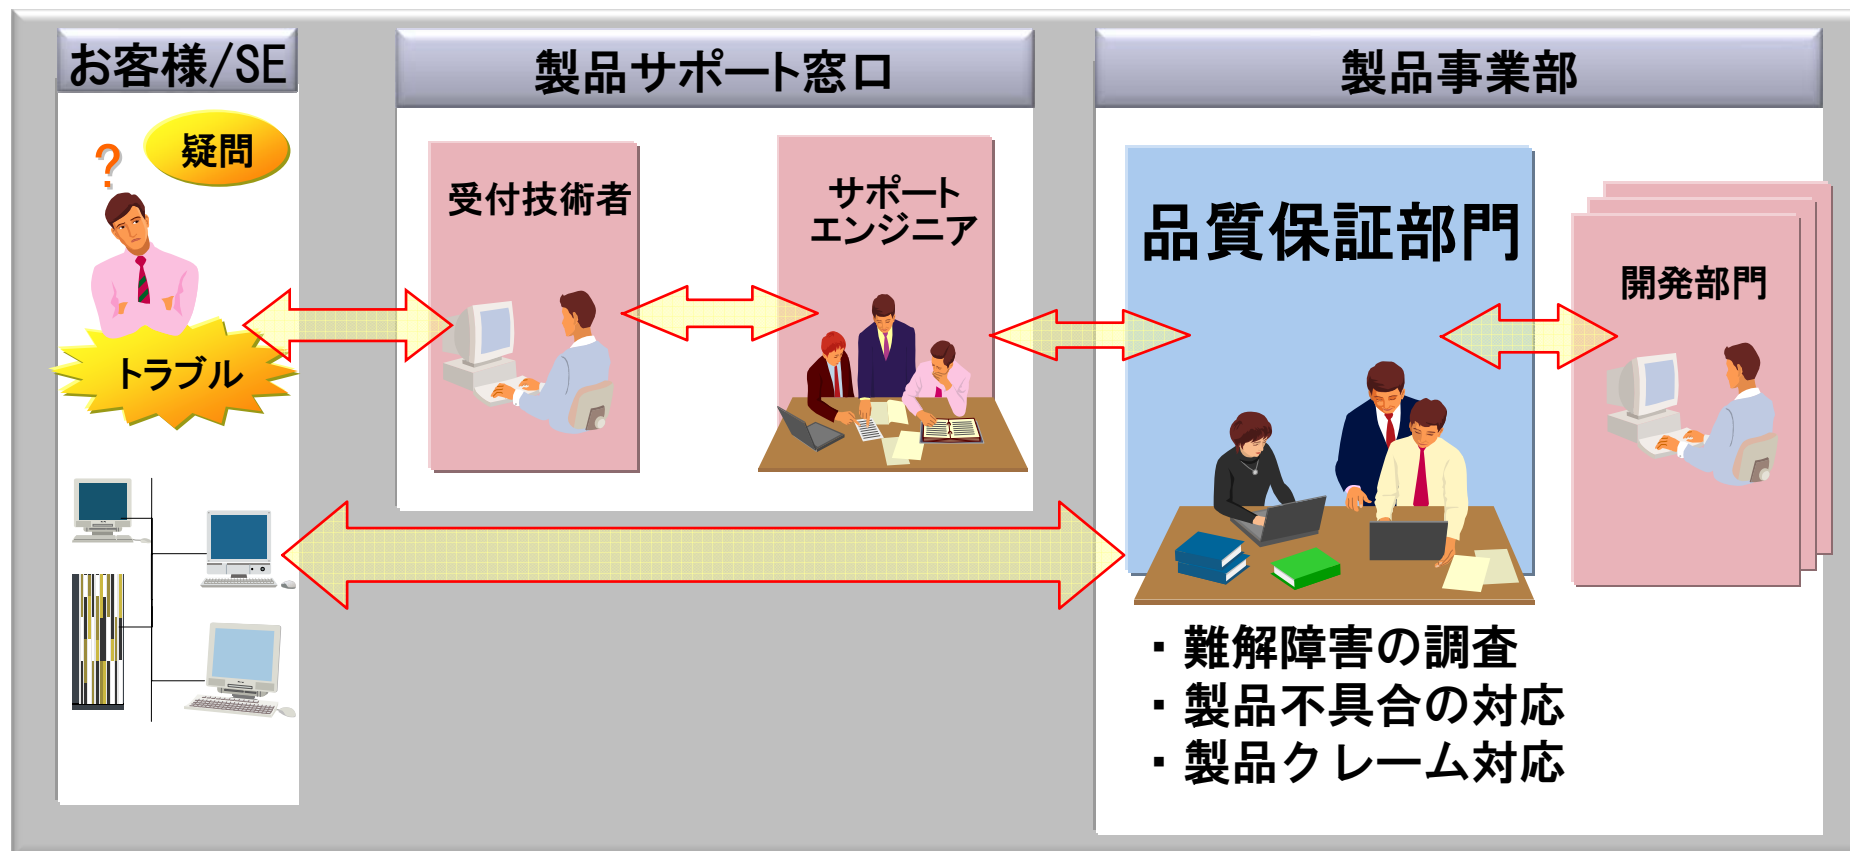 お客様/SE
疑問
?
トラブル
製品サポート窓口
受付技術者
サポート
エンジニア
製品事業部
品質保証部門
開発部門
・難解障害の調査
・製品不具合の対応
・製品クレーム対応